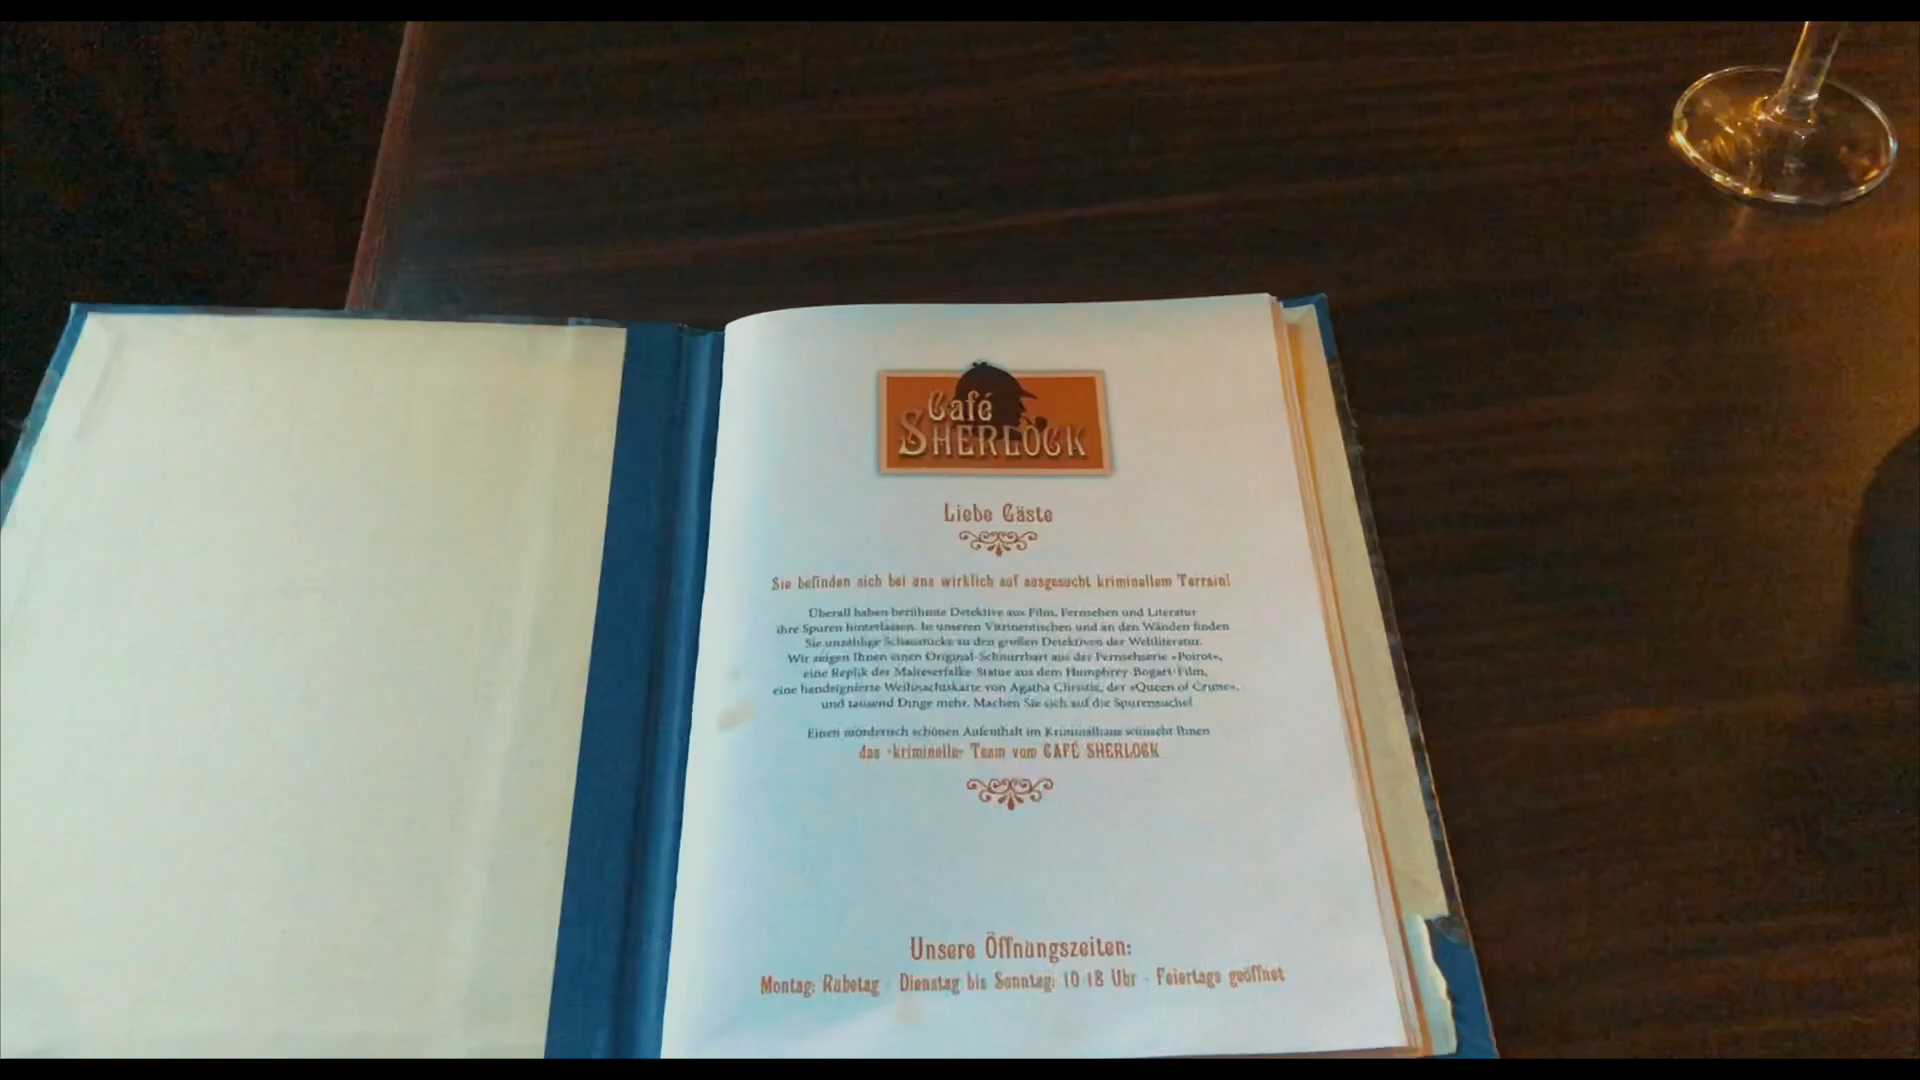 Café
SHERLOCK
Liebe Gäste
Sie befinden sich bei uns wirklich auf ausgesucht kriminellem Terrain!
Überall haben berühmte Detektive aus Film, Fernsehen und Literatur
ihre Spuren hinterlassen. In unseren Vitrinentischen und an den Wänden finden
Sie unzählige Schaustücke zu den großen Detektiven der Weltliteratur.
Wir zeigen Ihnen einen Original-Schnurrbart aus der Fernsehserie »Poirot«,
eine Replik der Malteserfalke-Statue aus dem Humphrey-Bogart-Film,
eine handsignierte Weihnachtskarte von Agatha Christie, der »Queen of Crime«,
und tausend Dinge mehr. Machen Sie sich auf die Spurensuche!
Einen mörderisch schönen Aufenthalt im Kriminalhaus wünscht Ihnen
das »kriminelle« Team vom CAFÉ SHERLOCK
Unsere Öffnungszeiten:
Montag: Ruhetag - Dienstag bis Sonntag: 10-18 Uhr - Feiertags geöffnet